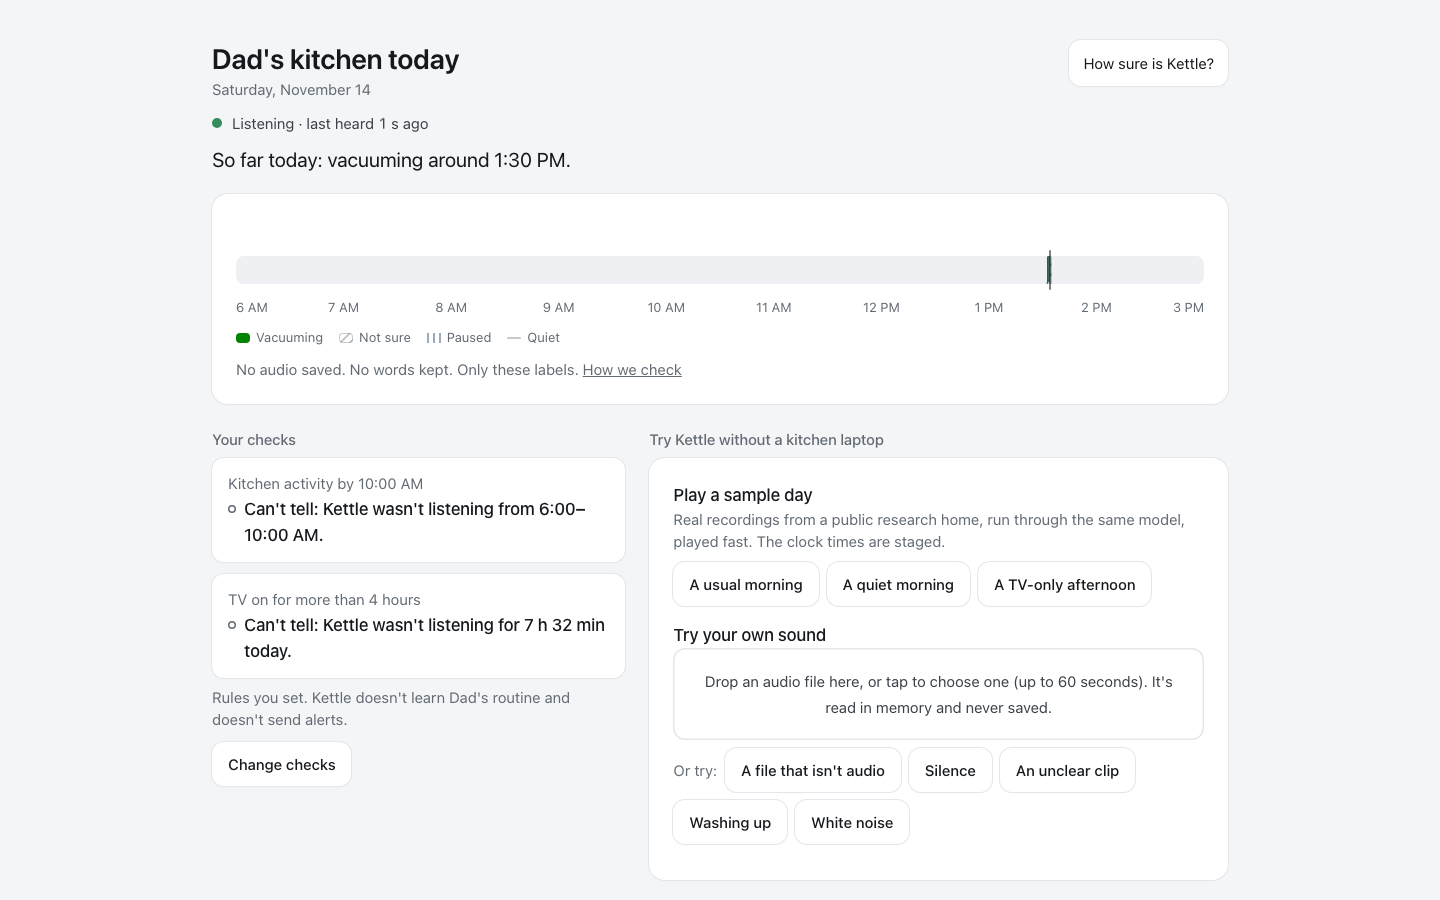 Dad's kitchen today
How sure is Kettle?
Saturday, November 14
Listening · last heard 1 s ago
So far today: vacuuming around 1:30 PM.
6 AM 7 AM 8 AM 9 AM 10 AM 11 AM 12 PM 1 PM 2 PM 3 PM
Vacuuming Not sure Paused Quiet
No audio saved. No words kept. Only these labels. How we check
Your checks
Kitchen activity by 10:00 AM
Can't tell: Kettle wasn't listening from 6:00–
10:00 AM.
TV on for more than 4 hours
Can't tell: Kettle wasn't listening for 7 h 32 min
today.
Rules you set. Kettle doesn't learn Dad's routine and
doesn't send alerts.
Change checks
Try Kettle without a kitchen laptop
Play a sample day
Real recordings from a public research home, run through the same model,
played fast. The clock times are staged.
A usual morning A quiet morning A TV-only afternoon
Try your own sound
Drop an audio file here, or tap to choose one (up to 60 seconds). It's
read in memory and never saved.
Or try: A file that isn't audio Silence An unclear clip
Washing up White noise